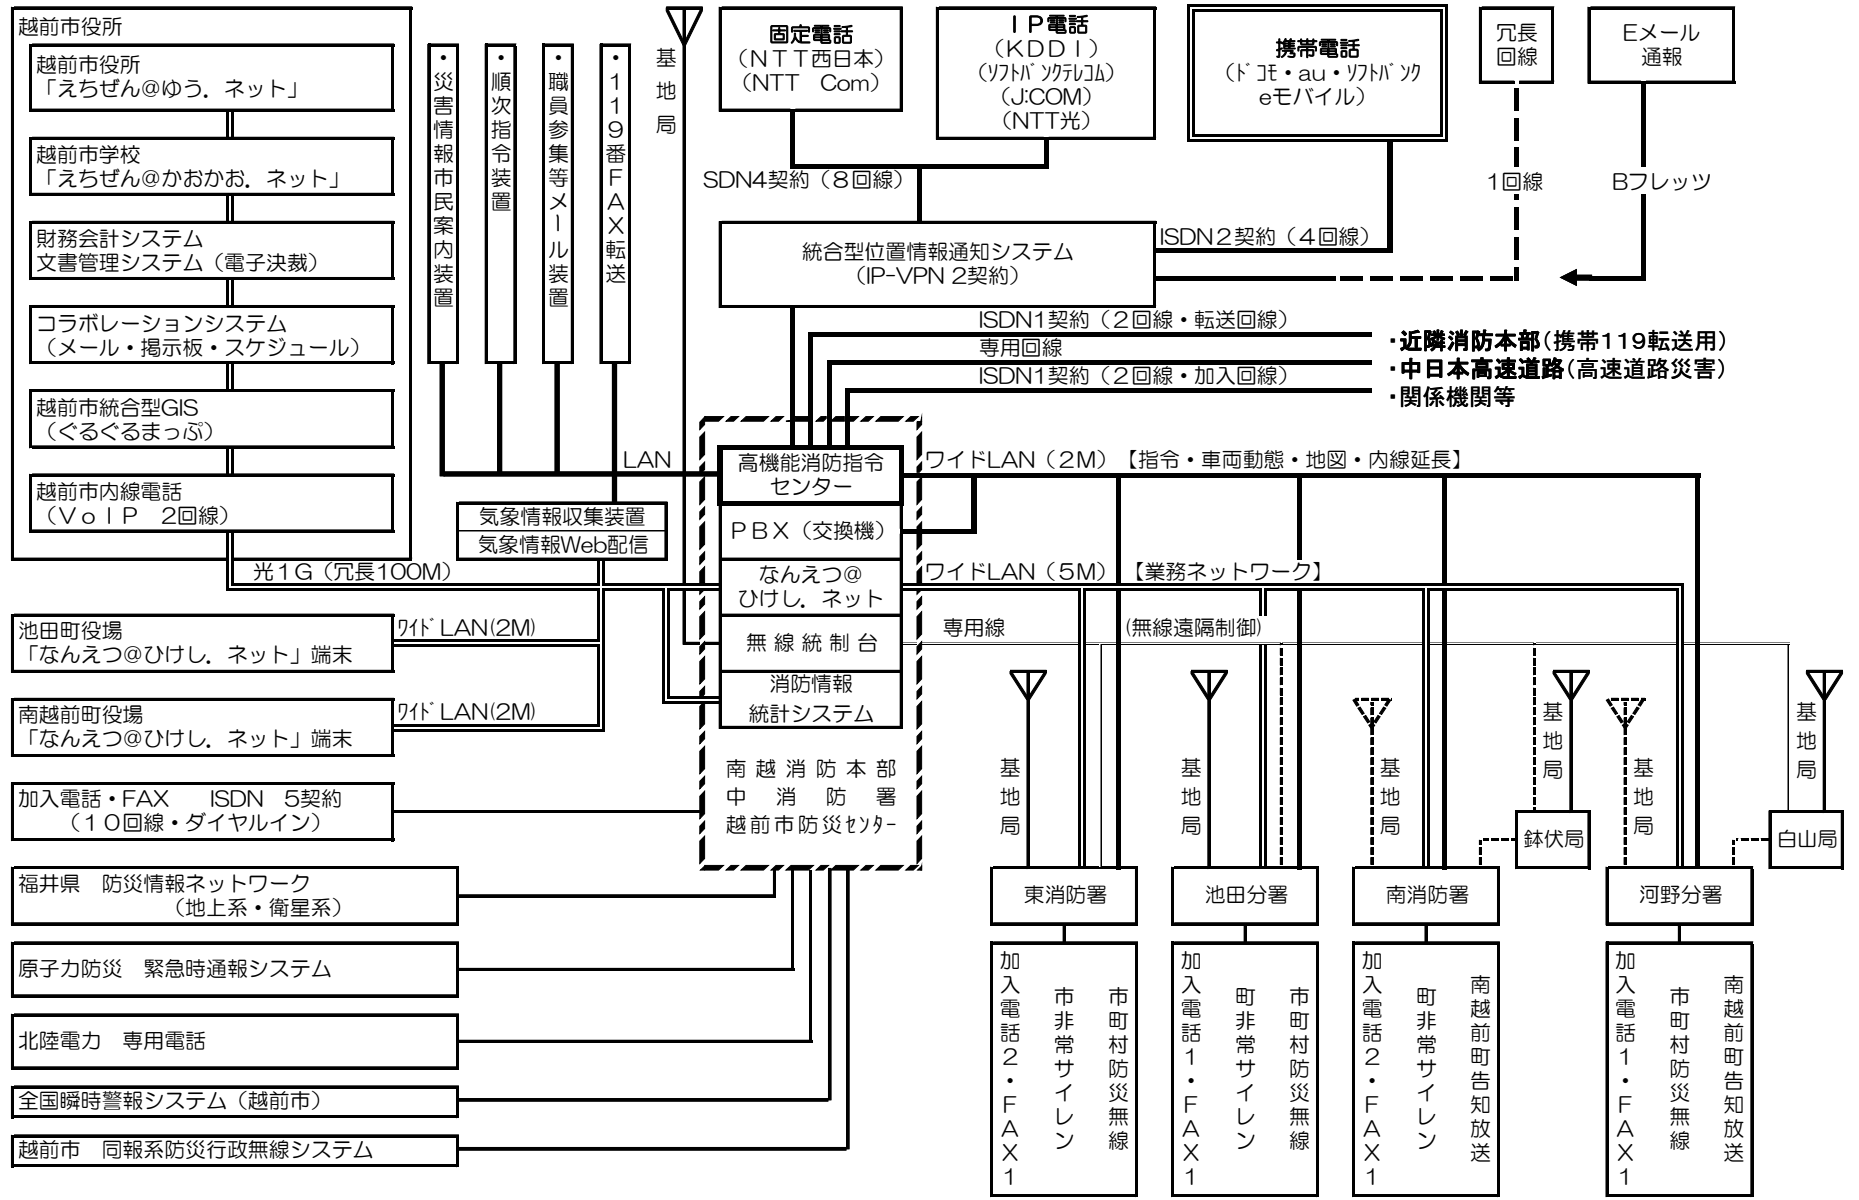 越前市役所
越前市役所
「えちぜん@ゆう．ネット」
越前市学校
「えちぜん@かおかお．ネット」
財務会計システム
文書管理システム（電子決裁）
コラボレーションシステム
（メール・掲示板・スケジュール）
越前市統合型GIS
（ぐるぐるまっぷ）
越前市内線電話
（ＶｏＩＰ　2回線）
・災害情報市民案内装置
・順次指令装置
・職員参集等メール装置
・119番ＦＡＸ転送
基地局
固定電話
（ＮＴＴ西日本）
（NTT　Com）
ＩＰ電話
（ＫＤＤＩ）
（ｿﾌﾄﾊﾞﾝｸﾃﾚｺﾑ）
（J:COM）
（NTT光）
携帯電話
（ﾄﾞｺﾓ・au・ｿﾌﾄﾊﾞﾝｸ
eモバイル）
冗長
回線
Eメール
通報
SDN4契約（8回線）
1回線
Bフレッツ
ISDN2契約（4回線）
統合型位置情報通知システム
（IP-VPN 2契約）
ISDN1契約（2回線・転送回線）
専用回線
ISDN1契約（2回線・加入回線）
・近隣消防本部（携帯119転送用）
・中日本高速道路（高速道路災害）
・関係機関等
LAN
高機能消防指令
センター
ＰＢＸ（交換機）
なんえつ@
ひけし．ネット
無線統制台
消防情報
統計システム
南越消防本部
中消防署
越前市防災ｾﾝﾀｰ
ワイドLAN（2M）【指令・車両動態・地図・内線延長】
ワイドLAN（5M）【業務ネットワーク】
専用線
(無線遠隔制御)
気象情報収集装置
気象情報Web配信
光１Ｇ（冗長100M）
池田町役場
「なんえつ@ひけし．ネット」端末
ﾜｲﾄﾞLAN(2M)
南越前町役場
「なんえつ@ひけし．ネット」端末
ﾜｲﾄﾞLAN(2M)
加入電話・FAX　ISDN　5契約
（１０回線・ダイヤルイン）
福井県　防災情報ネットワーク
（地上系・衛星系）
原子力防災　緊急時通報システム
北陸電力　専用電話
全国瞬時警報システム（越前市）
越前市　同報系防災行政無線システム
基地局
基地局
基地局
基地局
基地局
基地局
鉢伏局
白山局
東消防署
池田分署
南消防署
河野分署
加入電話2・ＦＡＸ1
市非常サイレン
市町村防災無線
加入電話1・ＦＡＸ1
町非常サイレン
市町村防災無線
加入電話2・ＦＡＸ1
町非常サイレン
南越前町告知放送
加入電話1・ＦＡＸ1
市町村防災無線
南越前町告知放送